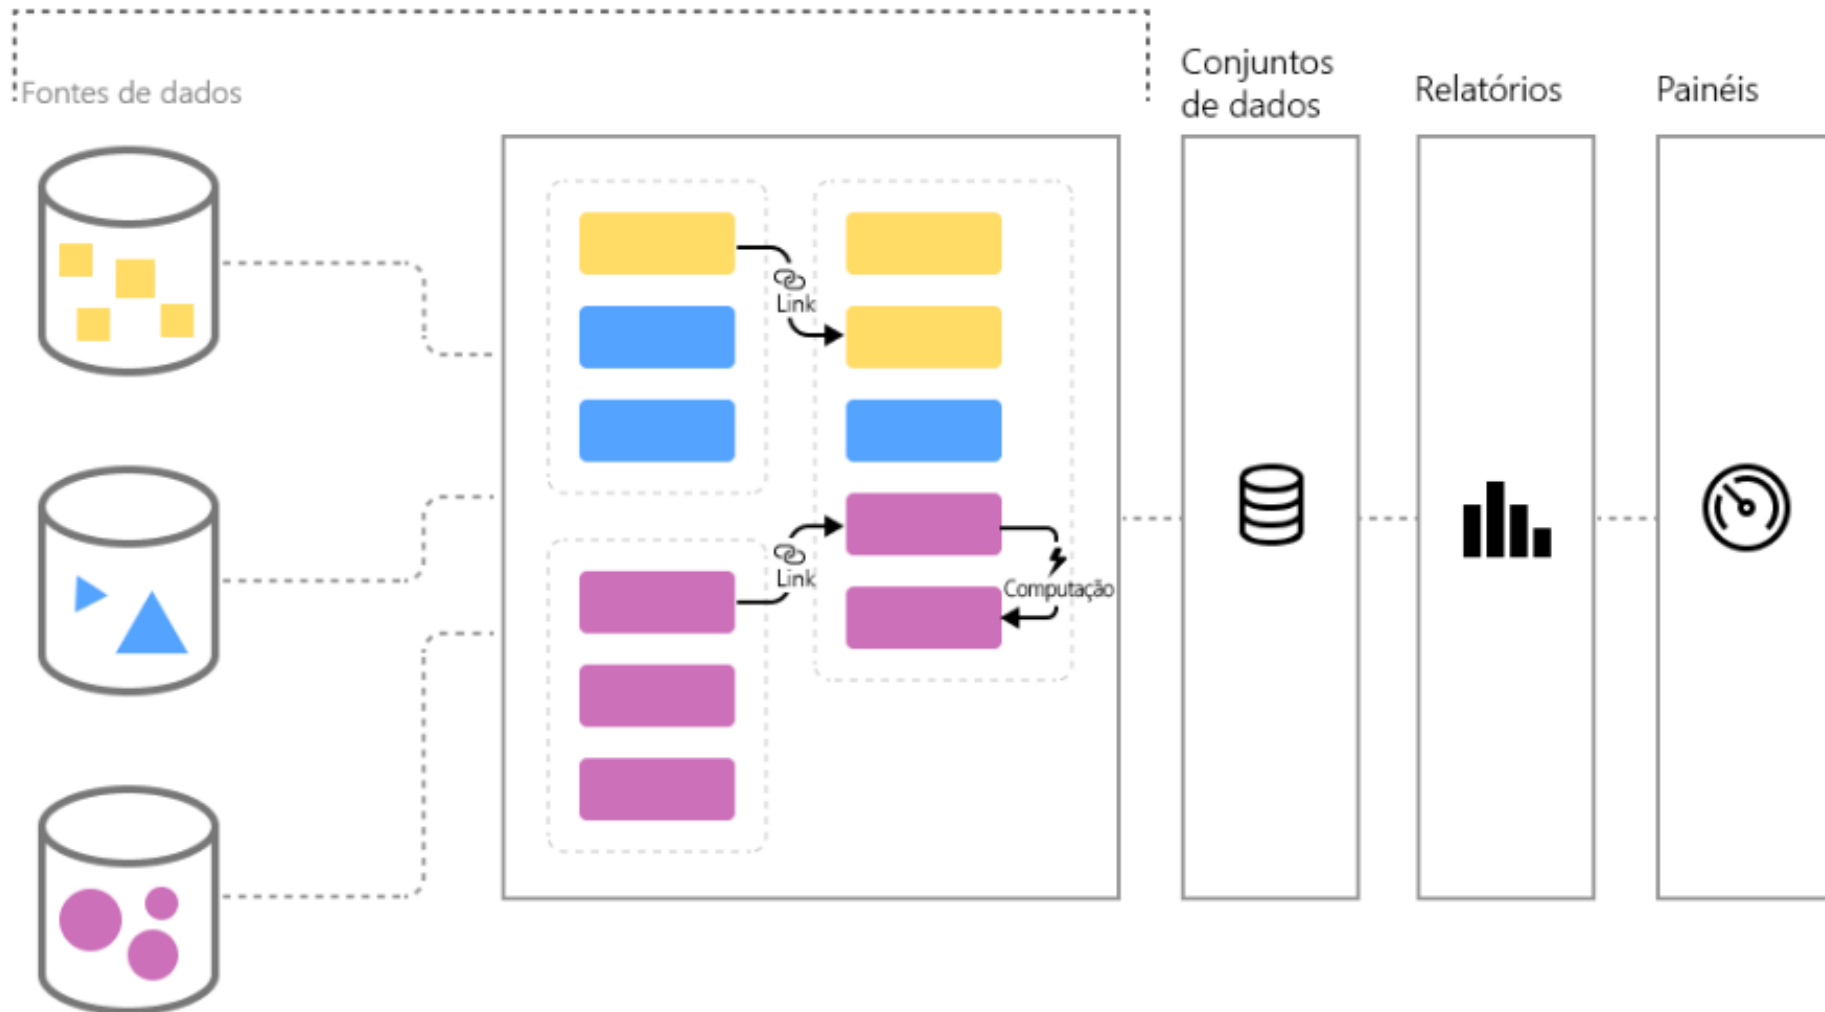 Fontes de dados
Conjuntos
de dados
Relatórios
Painéis
Link
Link
Computação